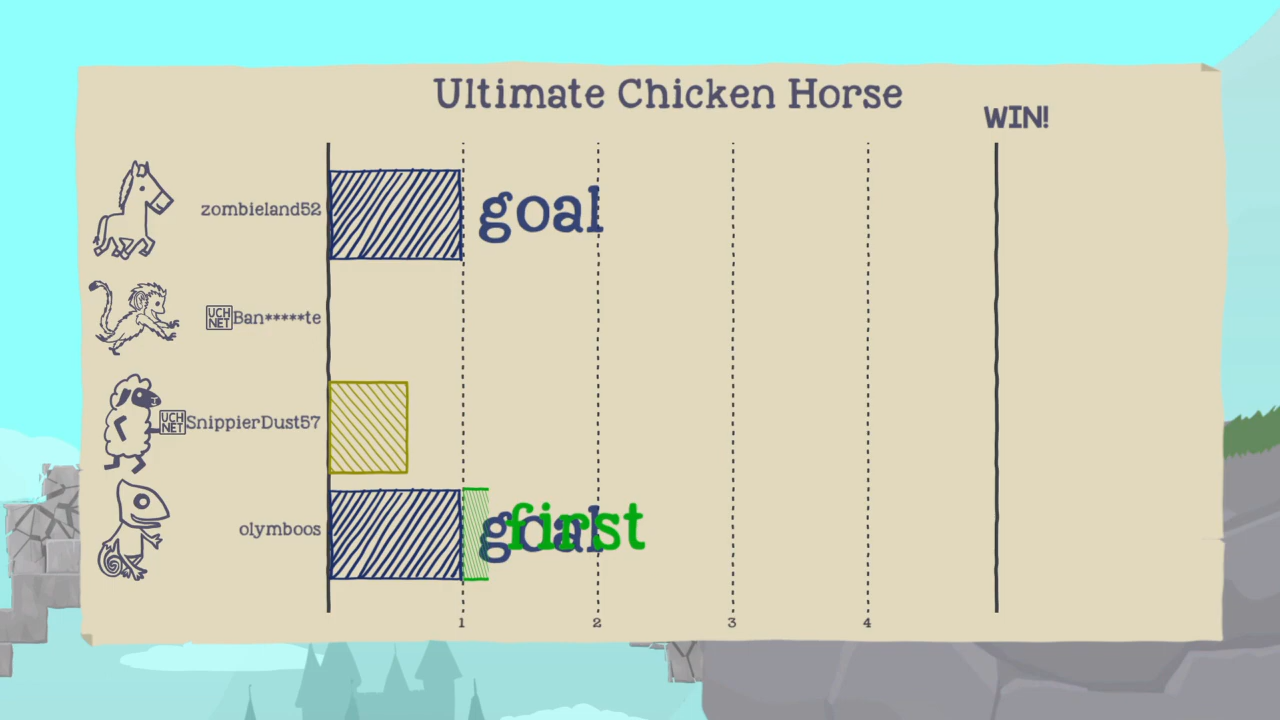 Ultimate Chicken Horse
WIN!
zombieland52
goal
UCH NET Ban*****te
UCH NET SnippierDust57
olymboos
goal
first
1 2 3 4